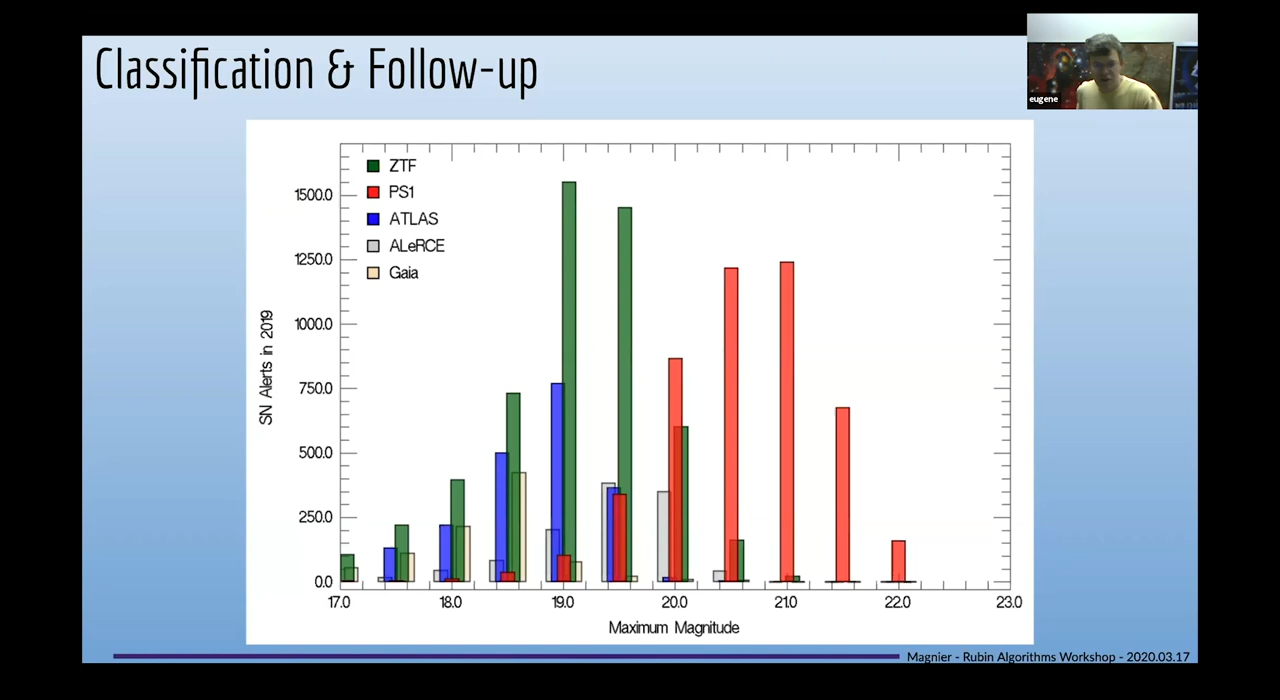 Classification & Follow-up
eugene
ZTF
PS1
ATLAS
ALeRCE
Gaia
1500.0
1250.0
1000.0
750.0
500.0
250.0
0.0
SN Alerts in 2019
17.0 18.0 19.0 20.0 21.0 22.0 23.0
Maximum Magnitude
Magnier - Rubin Algorithms Workshop - 2020.03.17